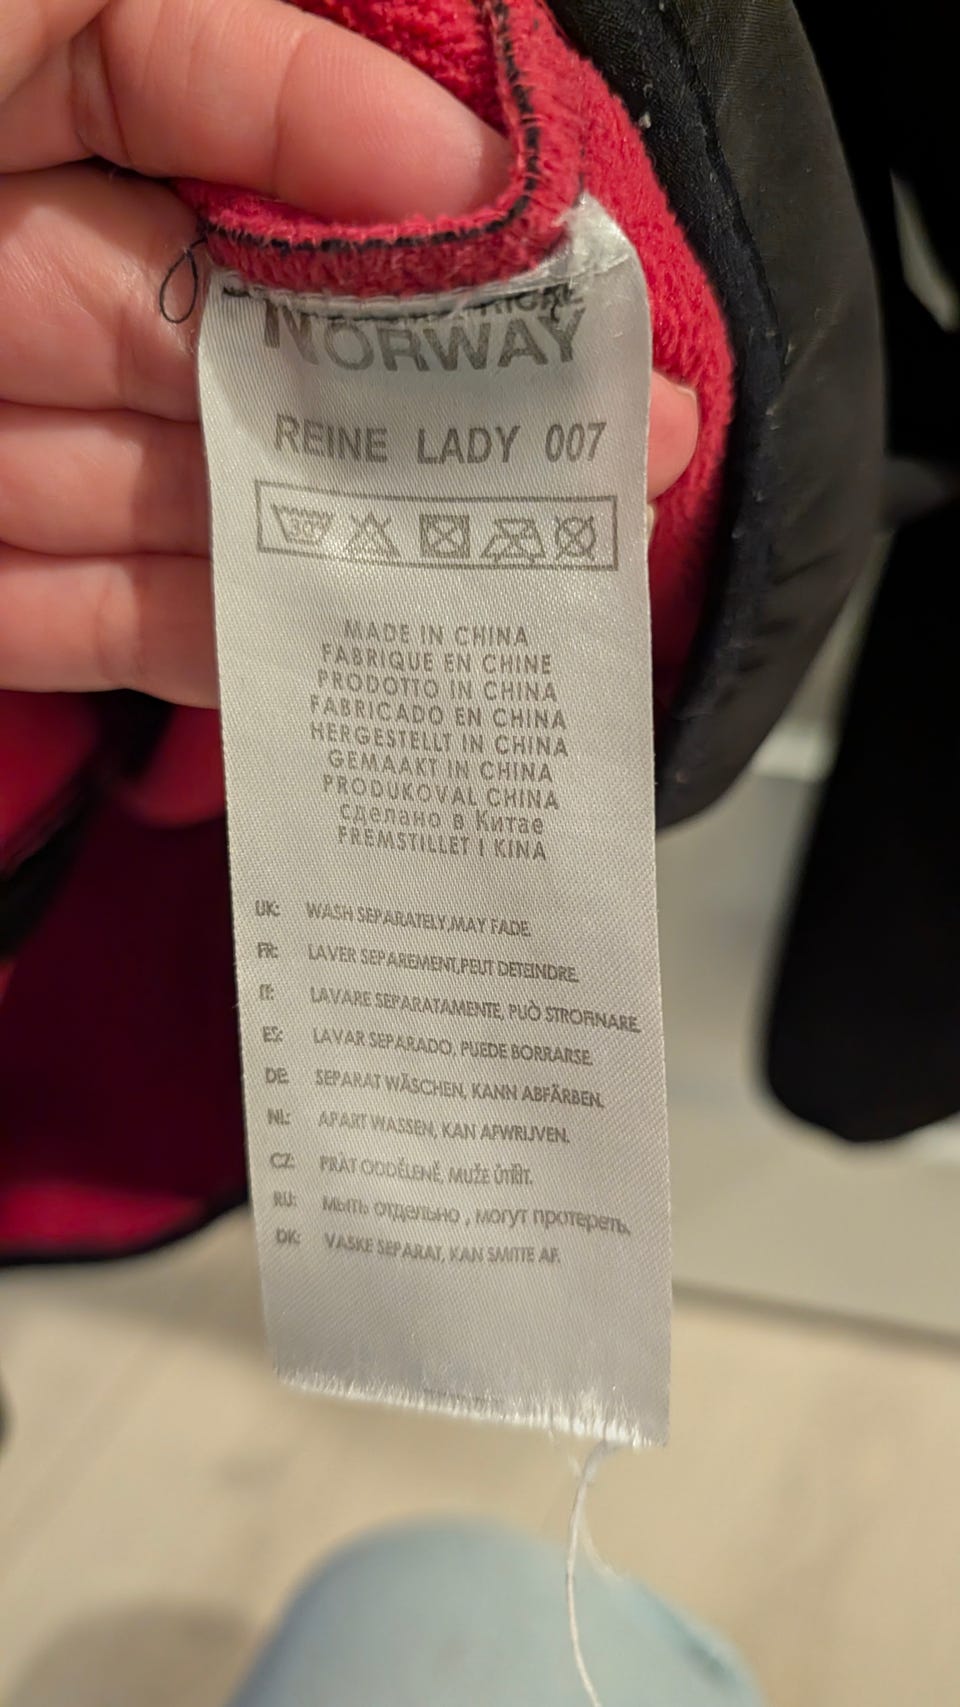 NORWAY
REINE LADY 007
30°
MADE IN CHINA
FABRIQUE EN CHINE
PRODOTTO IN CHINA
FABRICADO EN CHINA
HERGESTELLT IN CHINA
GEMAAKT IN CHINA
PRODUKOVAL CHINA
сделано в Китае
FREMSTILLET I KINA
UK: WASH SEPARATELY,MAY FADE.
FR: LAVER SEPAREMENT,PEUT DETEINDRE.
IT: LAVARE SEPARATAMENTE, PUÒ STROFINARE.
ES: LAVAR SEPARADO, PUEDE BORRARSE.
DE: SEPARAT WÄSCHEN, KANN ABFÄRBEN.
NL: APART WASSEN, KAN AFWRIJVEN.
CZ: PRÀT ODDĚLENĚ, MUŽE
RU: мыть отдельно , могут протереть.
DK: VASKE SEPARAT, KAN SMITTE AF.